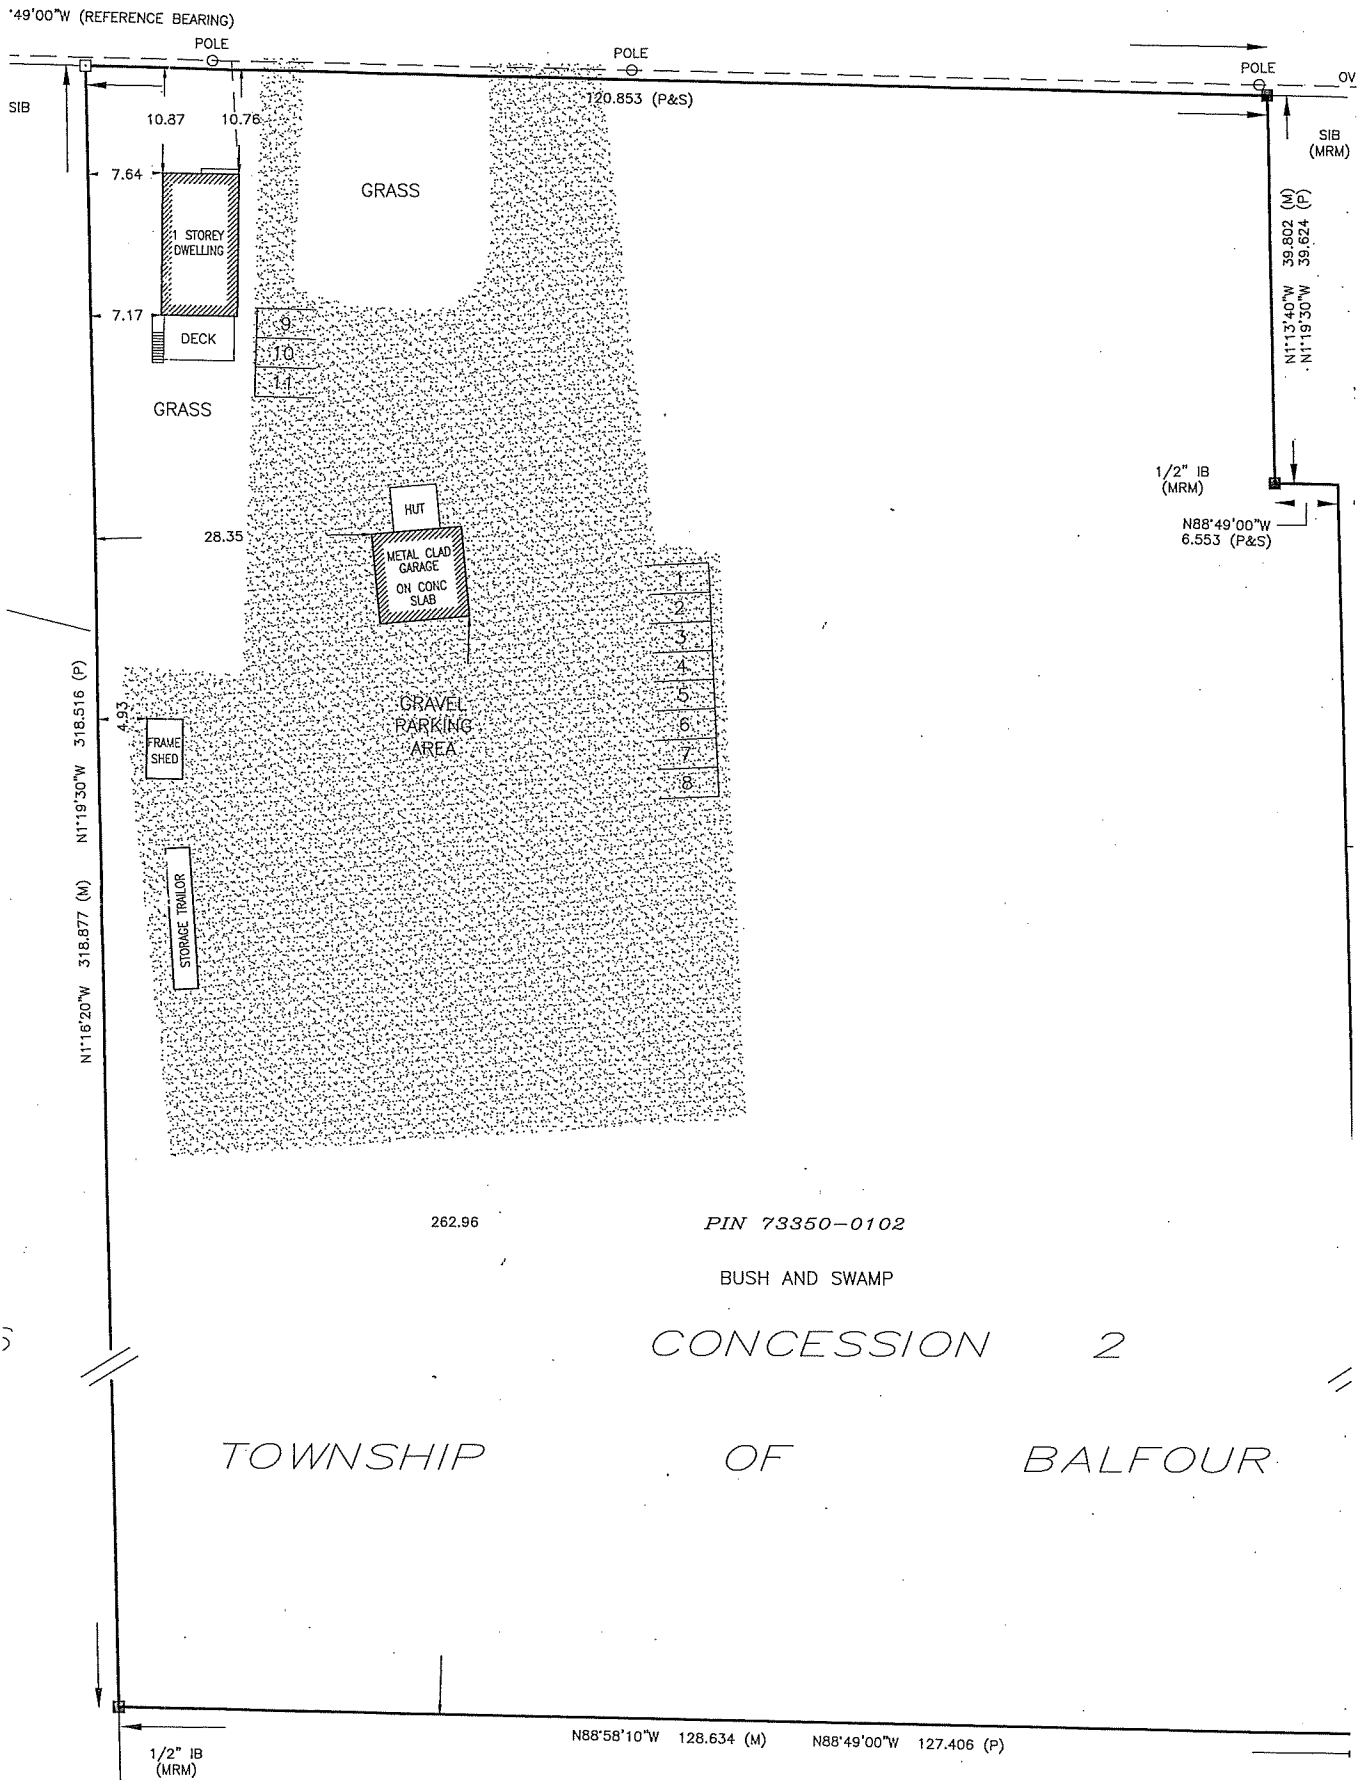 °49'00"W (REFERENCE BEARING)
POLE
POLE
POLE
OV
SIB
120.853 (P&S)
10.87 10.76
SIB
(MRM)
7.64
GRASS
1 STOREY
DWELLING
N1°13'40"W 39.802 (M)
N1°19'30"W 39.624 (P)
7.17
DECK
9
10
11
GRASS
1/2" IB
(MRM)
HUT
N88°49'00"W
6.553 (P&S)
28.35
METAL CLAD
GARAGE
ON CONC
SLAB
1
2
3
4
5
6
7
8
4.93
GRAVEL
PARKING
AREA
FRAME
SHED
N1°16'20"W 318.877 (M) N1°19'30"W 318.516 (P)
STORAGE TRAILOR
262.96
PIN 73350-0102
BUSH AND SWAMP
CONCESSION 2
TOWNSHIP OF BALFOUR
N88°58'10"W 128.634 (M) N88°49'00"W 127.406 (P)
1/2" IB
(MRM)